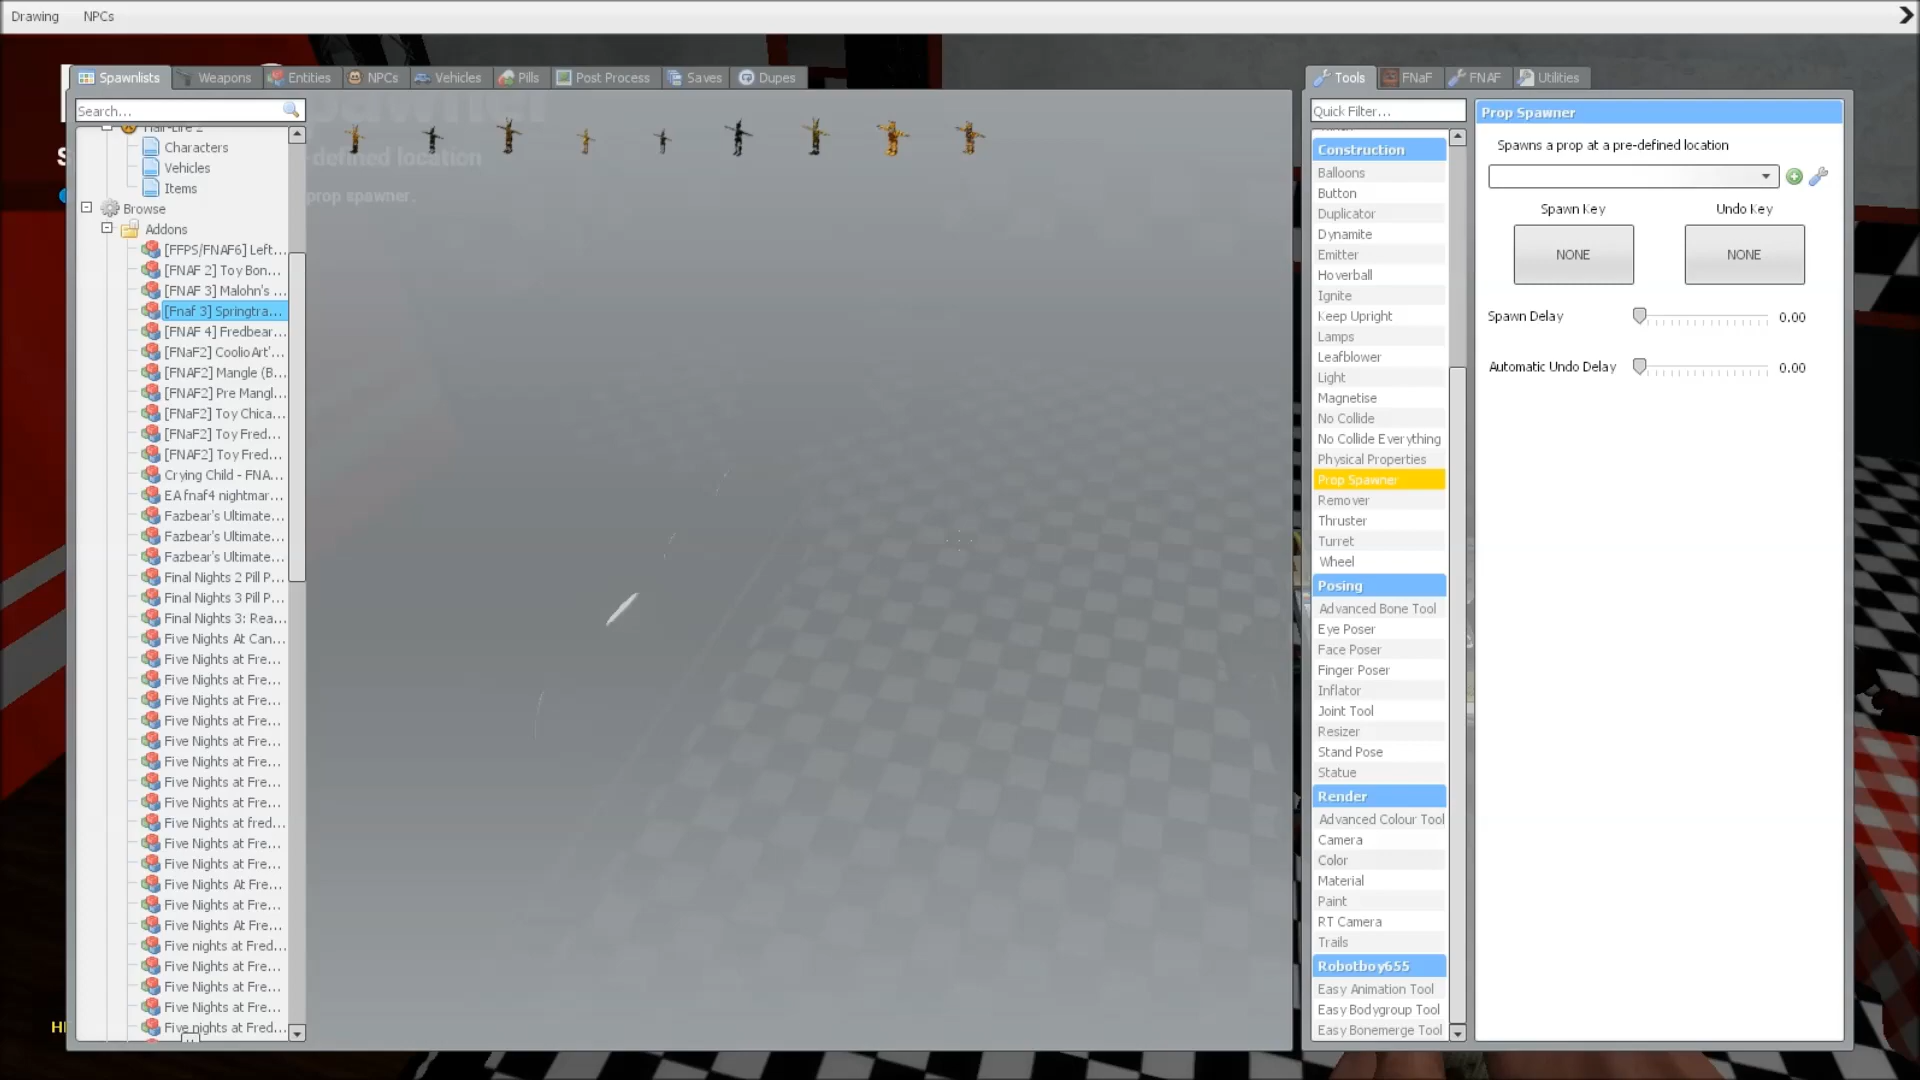 Drawing NPCs
Spawnlists Weapons Entities NPCs Vehicles Pills Post Process Saves Dupes
Search...
Half-Life 2
Characters
Vehicles
Items
Browse
Addons
[FFPS/FNAF6] Left...
[FNAF 2] Toy Bon...
[FNAF 3] Malohn's ...
[Fnaf 3] Springtra...
[FNAF 4] Fredbear...
[FNaF2] CoolioArt'...
[FNAF2] Mangle (B...
[FNAF2] Pre Mangl...
[FNaF2] Toy Chica...
[FNaF2] Toy Fred...
[FNAF2] Toy Fred...
Crying Child - FNA...
EA fnaf4 nightmar...
Fazbear's Ultimate...
Fazbear's Ultimate...
Fazbear's Ultimate...
Final Nights 2 Pill P...
Final Nights 3 Pill P...
Final Nights 3: Rea...
Five Nights At Can...
Five Nights at Fre...
Five Nights at Fre...
Five Nights at Fre...
Five Nights at Fre...
Five Nights at Fre...
Five Nights at Fre...
Five Nights at Fre...
Five Nights at Fre...
Five Nights at fred...
Five Nights at Fre...
Five Nights at Fre...
Five Nights At Fre...
Five Nights at Fre...
Five Nights At Fre...
Five nights at Fred...
Five Nights at Fre...
Five Nights at Fre...
Five Nights at Fre...
Five nights at Fred...
-defined location
prop spawner.
Tools FNaF FNAF Utilities
Quick Filter...
Construction
Balloons
Button
Duplicator
Dynamite
Emitter
Hoverball
Ignite
Keep Upright
Lamps
Leafblower
Light
Magnetise
No Collide
No Collide Everything
Physical Properties
Prop Spawner
Remover
Thruster
Turret
Wheel
Posing
Advanced Bone Tool
Eye Poser
Face Poser
Finger Poser
Inflator
Joint Tool
Resizer
Stand Pose
Statue
Render
Advanced Colour Tool
Camera
Color
Material
Paint
RT Camera
Trails
Robotboy655
Easy Animation Tool
Easy Bodygroup Tool
Easy Bonemerge Tool
Prop Spawner
Spawns a prop at a pre-defined location
Spawn Key Undo Key
NONE NONE
Spawn Delay 0.00
Automatic Undo Delay 0.00